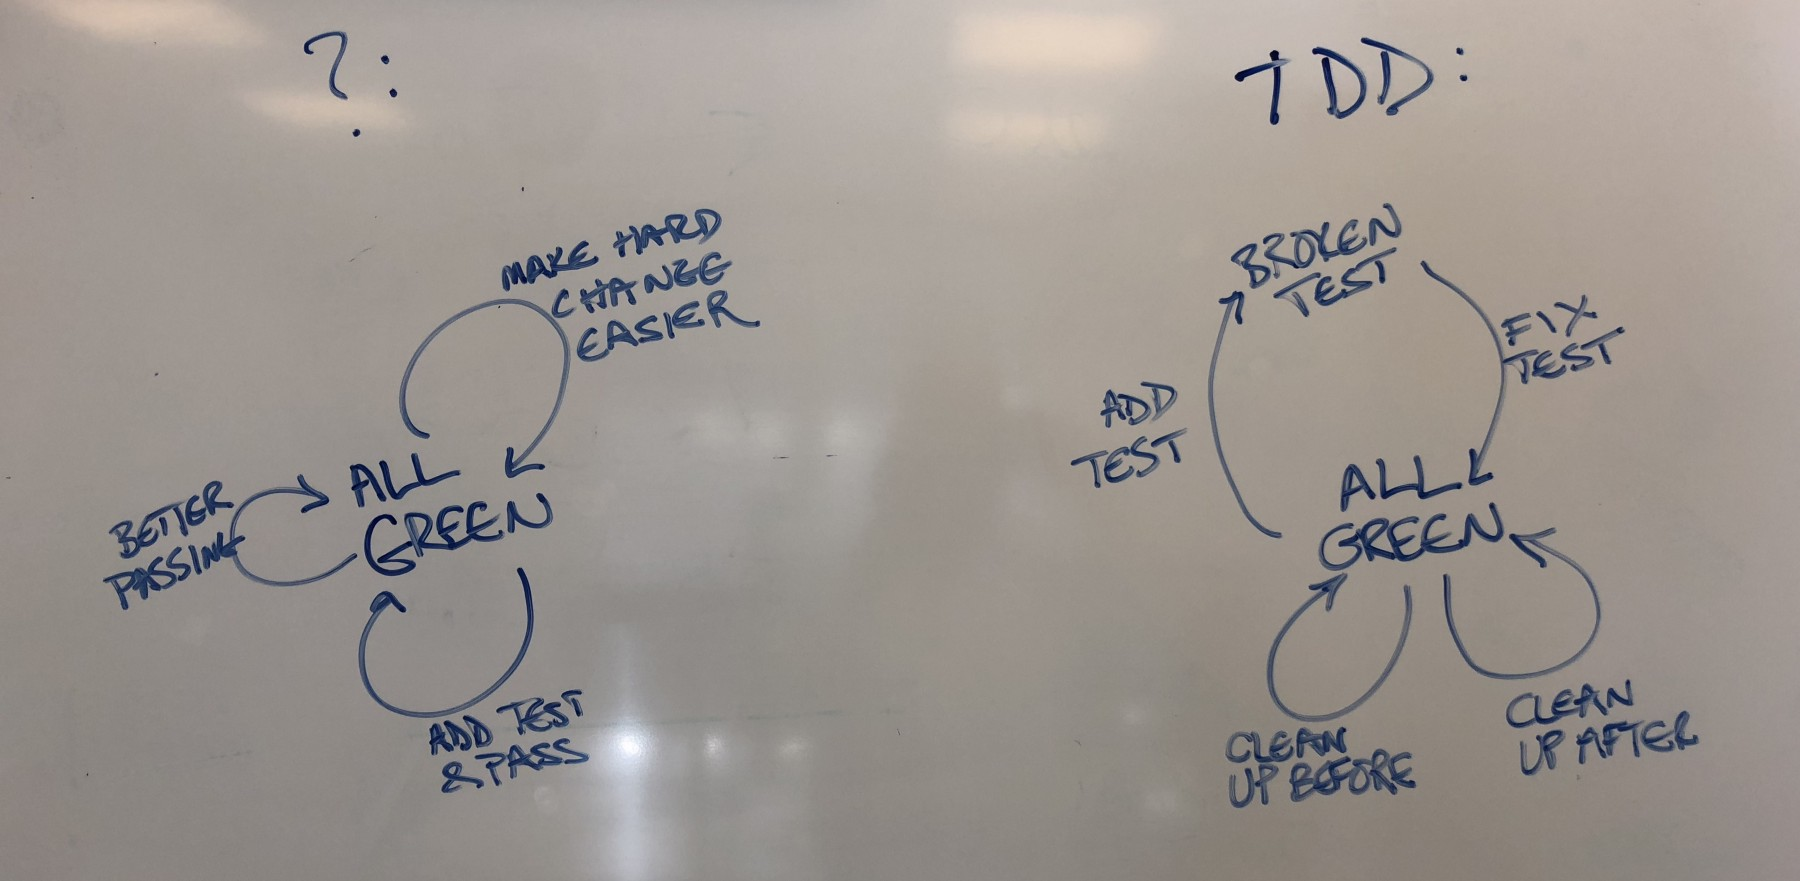 ?:
MAKE HARD
CHANGE
EASIER
ALL
GREEN
BETTER
PASSING
ADD TEST
& PASS
TDD:
BROKEN
TEST
FIX
TEST
ADD
TEST
ALL
GREEN
CLEAN
UP BEFORE
CLEAN
UP AFTER